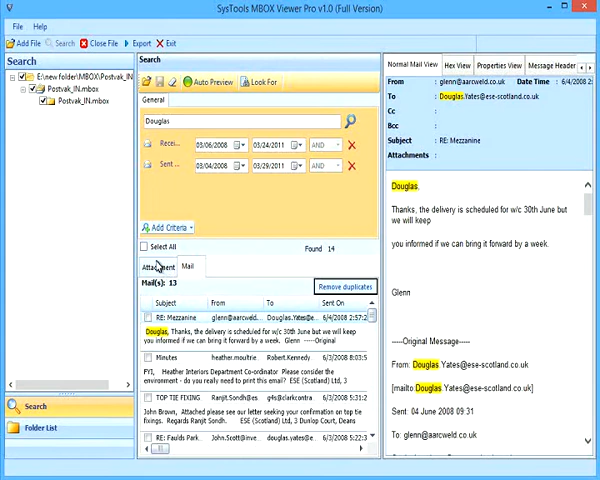 SysTools MBOX Viewer Pro v1.0 (Full Version)
File Help
Add File Search Close File Export Exit
Search
E:\new folder\MBOX\Postvak_IN.m
Postvak_IN.mbox
Postvak_IN.mbox
Search
Folder List
Search
Auto Preview Look For
General
Douglas
Recei... 03/06/2008 03/24/2011 AND
Sent ... 03/04/2008 03/29/2011 AND
Add Criteria
Select All Found 14
Attachment Mail
Mail(s): 13 Remove duplicates
Subject From To Sent On
RE: Mezzanine glenn@aarcweld.... Douglas.Yates@e... 6/4/2008 2:57:2
Douglas, Thanks, the delivery is scheduled for w/c 30th June but we will keep
you informed if we can bring it forward by a week. Glenn -----Original
Minutes heather.moultrie... Robert.Kennedy 6/3/2008 8:03:5
FYI, Heather Interiors Department Co-ordinator Please consider the
environment - do you really need to print this email? ESE (Scotland) Ltd, 3
TOP TIE FIXING Ranjit.Sondh@es... g4s@clarkcontra 6/3/2008 5:31:2
John Brown, Attached please see our letter seeking your confirmation on top tie
fixings. Regards Ranjit Sondh. ESE (Scotland) Ltd, 3 Dunlop Court, Deans
RE: Faulds Park. John.Scott@inve... douglas.yates@e... 6/3/2008 5:22:3
Normal Mail View Hex View Properties View Message Header
From : glenn@aarcweld.co.uk Date Time : 6/4/2008 2:
To : Douglas.Yates@ese-scotland.co.uk
Cc :
Bcc :
Subject : RE: Mezzanine
Attachments :
Douglas,
Thanks, the delivery is scheduled for w/c 30th June but
we will keep
you informed if we can bring it forward by a week.
Glenn
-----Original Message-----
From: Douglas Yates@ese-scotland.co.uk
[mailto:Douglas.Yates@ese-scotland.co.uk]
Sent: 04 June 2008 09:31
To: glenn@aarcweld.co.uk